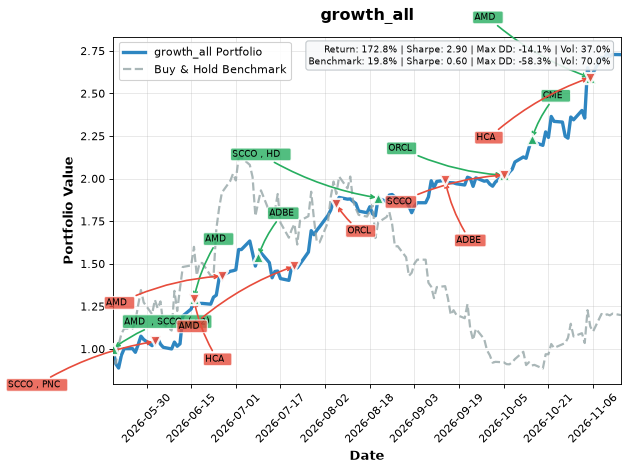 growth_all
AMD
growth_all Portfolio
Buy & Hold Benchmark
Return: 172.8% | Sharpe: 2.90 | Max DD: -14.1% | Vol: 37.0%
Benchmark: 19.8% | Sharpe: 0.60 | Max DD: -58.3% | Vol: 70.0%
CME
HCA
ORCL
SCCO , HD
SCCO
ADBE
ORCL
ADBE
AMD
AMD
AMD , SCCO
AMD
HCA
SCCO , PNC
Portfolio Value
2.75
2.50
2.25
2.00
1.75
1.50
1.25
1.00
2026-05-30
2026-06-15
2026-07-01
2026-07-17
2026-08-02
2026-08-18
2026-09-03
2026-09-19
2026-10-05
2026-10-21
2026-11-06
Date